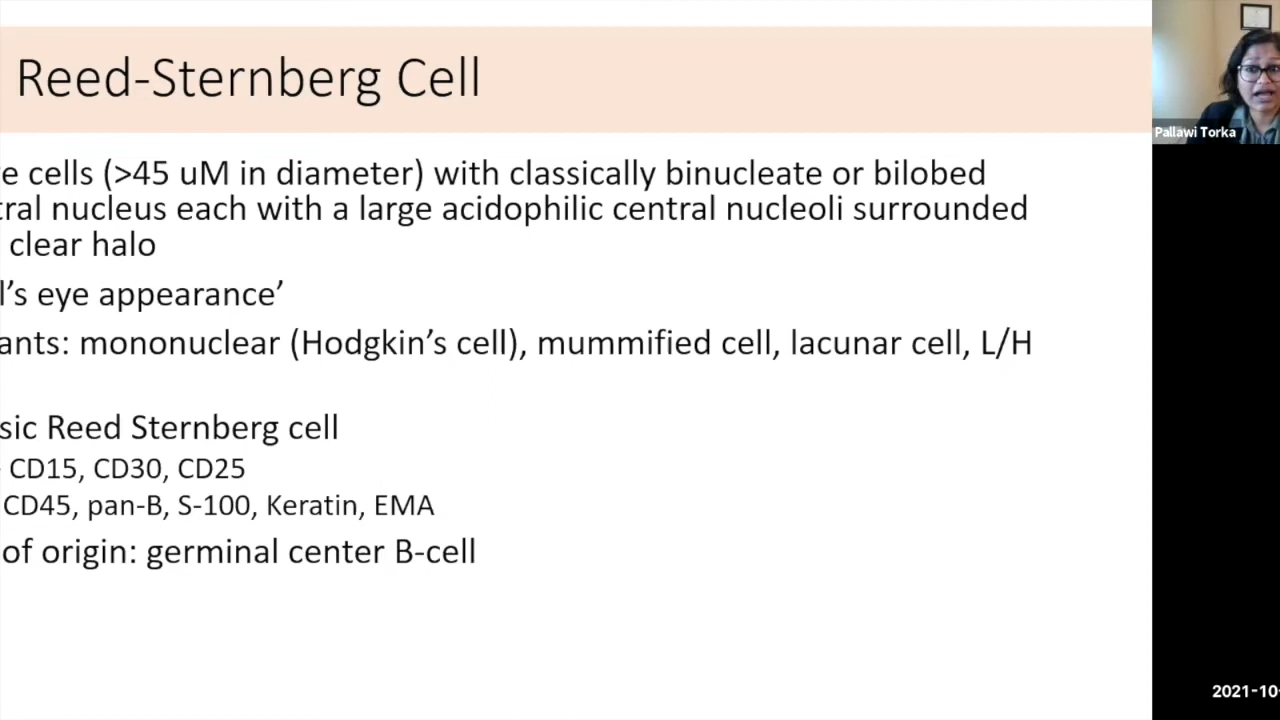 Reed-Sternberg Cell
e cells (>45 uM in diameter) with classically binucleate or bilobed
tral nucleus each with a large acidophilic central nucleoli surrounded
clear halo
l’s eye appearance’
ants: mononuclear (Hodgkin’s cell), mummified cell, lacunar cell, L/H
sic Reed Sternberg cell
CD15, CD30, CD25
CD45, pan-B, S-100, Keratin, EMA
of origin: germinal center B-cell
Pallawi Torka
2021-10-